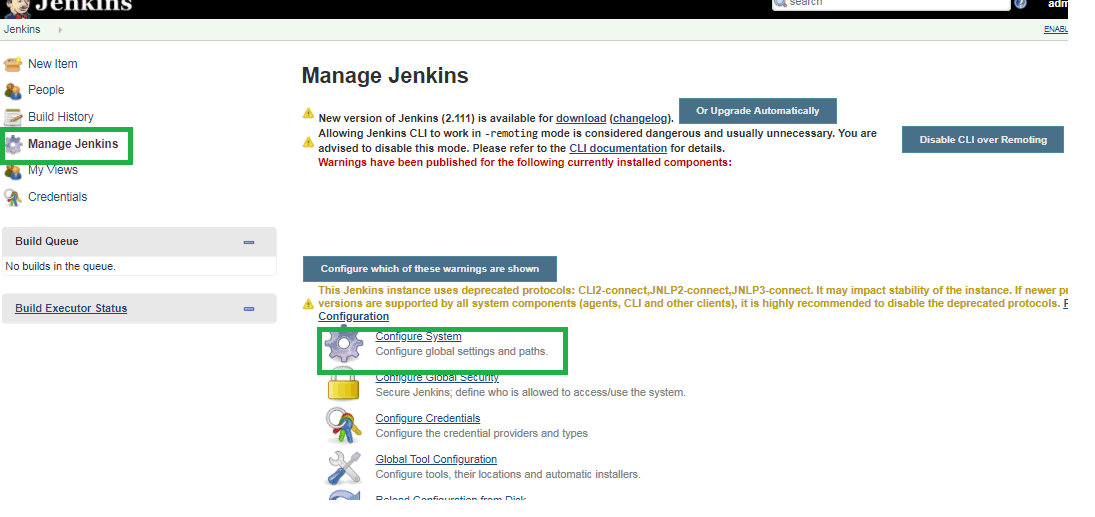 Jenkins
search
adm
Jenkins
ENABL
New Item
People
Build History
Manage Jenkins
My Views
Credentials
Build Queue
No builds in the queue.
Build Executor Status
Manage Jenkins
New version of Jenkins (2.111) is available for download (changelog).
Or Upgrade Automatically
Allowing Jenkins CLI to work in -remoting mode is considered dangerous and usually unnecessary. You are
advised to disable this mode. Please refer to the CLI documentation for details.
Disable CLI over Remoting
Warnings have been published for the following currently installed components:
Configure which of these warnings are shown
This Jenkins instance uses deprecated protocols: CLI2-connect,JNLP2-connect,JNLP3-connect. It may impact stability of the instance. If newer pr
versions are supported by all system components (agents, CLI and other clients), it is highly recommended to disable the deprecated protocols. P
Configuration
Configure System
Configure global settings and paths.
Configure Global Security
Secure Jenkins; define who is allowed to access/use the system.
Configure Credentials
Configure the credential providers and types
Global Tool Configuration
Configure tools, their locations and automatic installers.
Reload Configuration from Disk